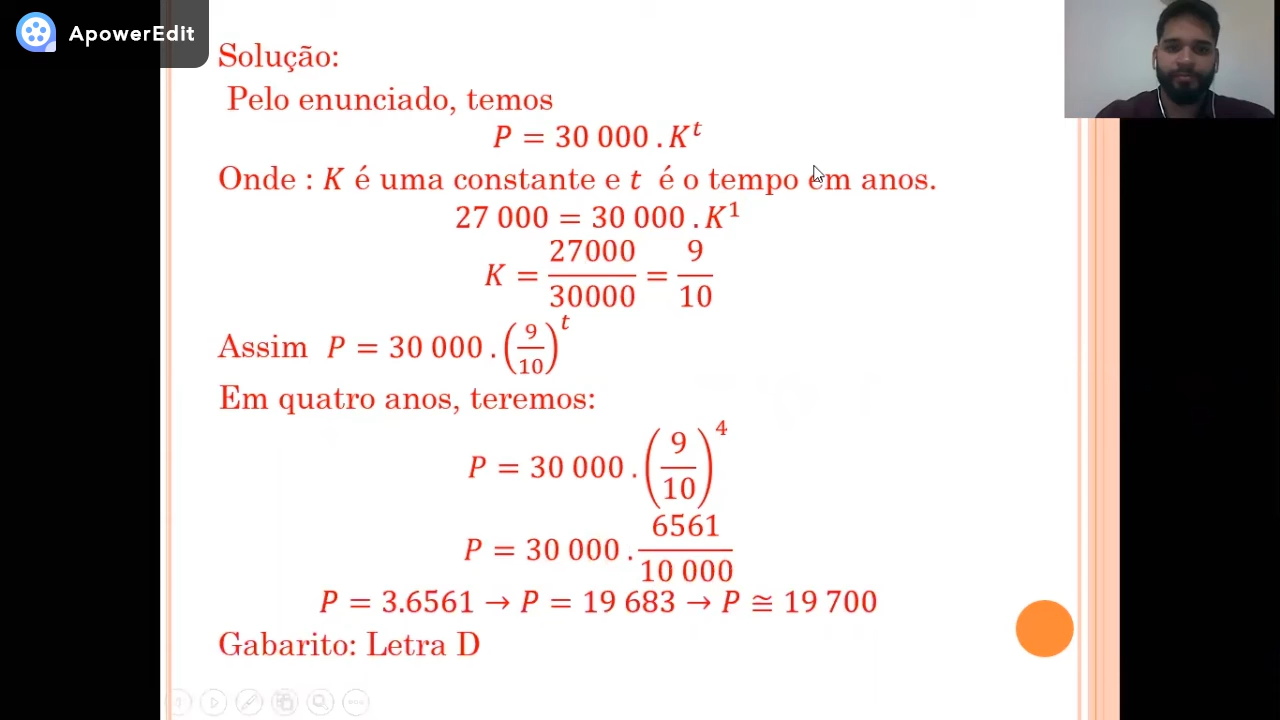 ApowerEdit
Solução:
Pelo enunciado, temos
P = 30 000 . K^t
Onde : K é uma constante e t é o tempo em anos.
27 000 = 30 000 . K^1
K = 27000/30000 = 9/10
Assim P = 30 000 . (9/10)^t
Em quatro anos, teremos:
P = 30 000 . (9/10)^4
P = 30 000 . 6561/10 000
P = 3.6561 → P = 19 683 → P ≅ 19 700
Gabarito: Letra D